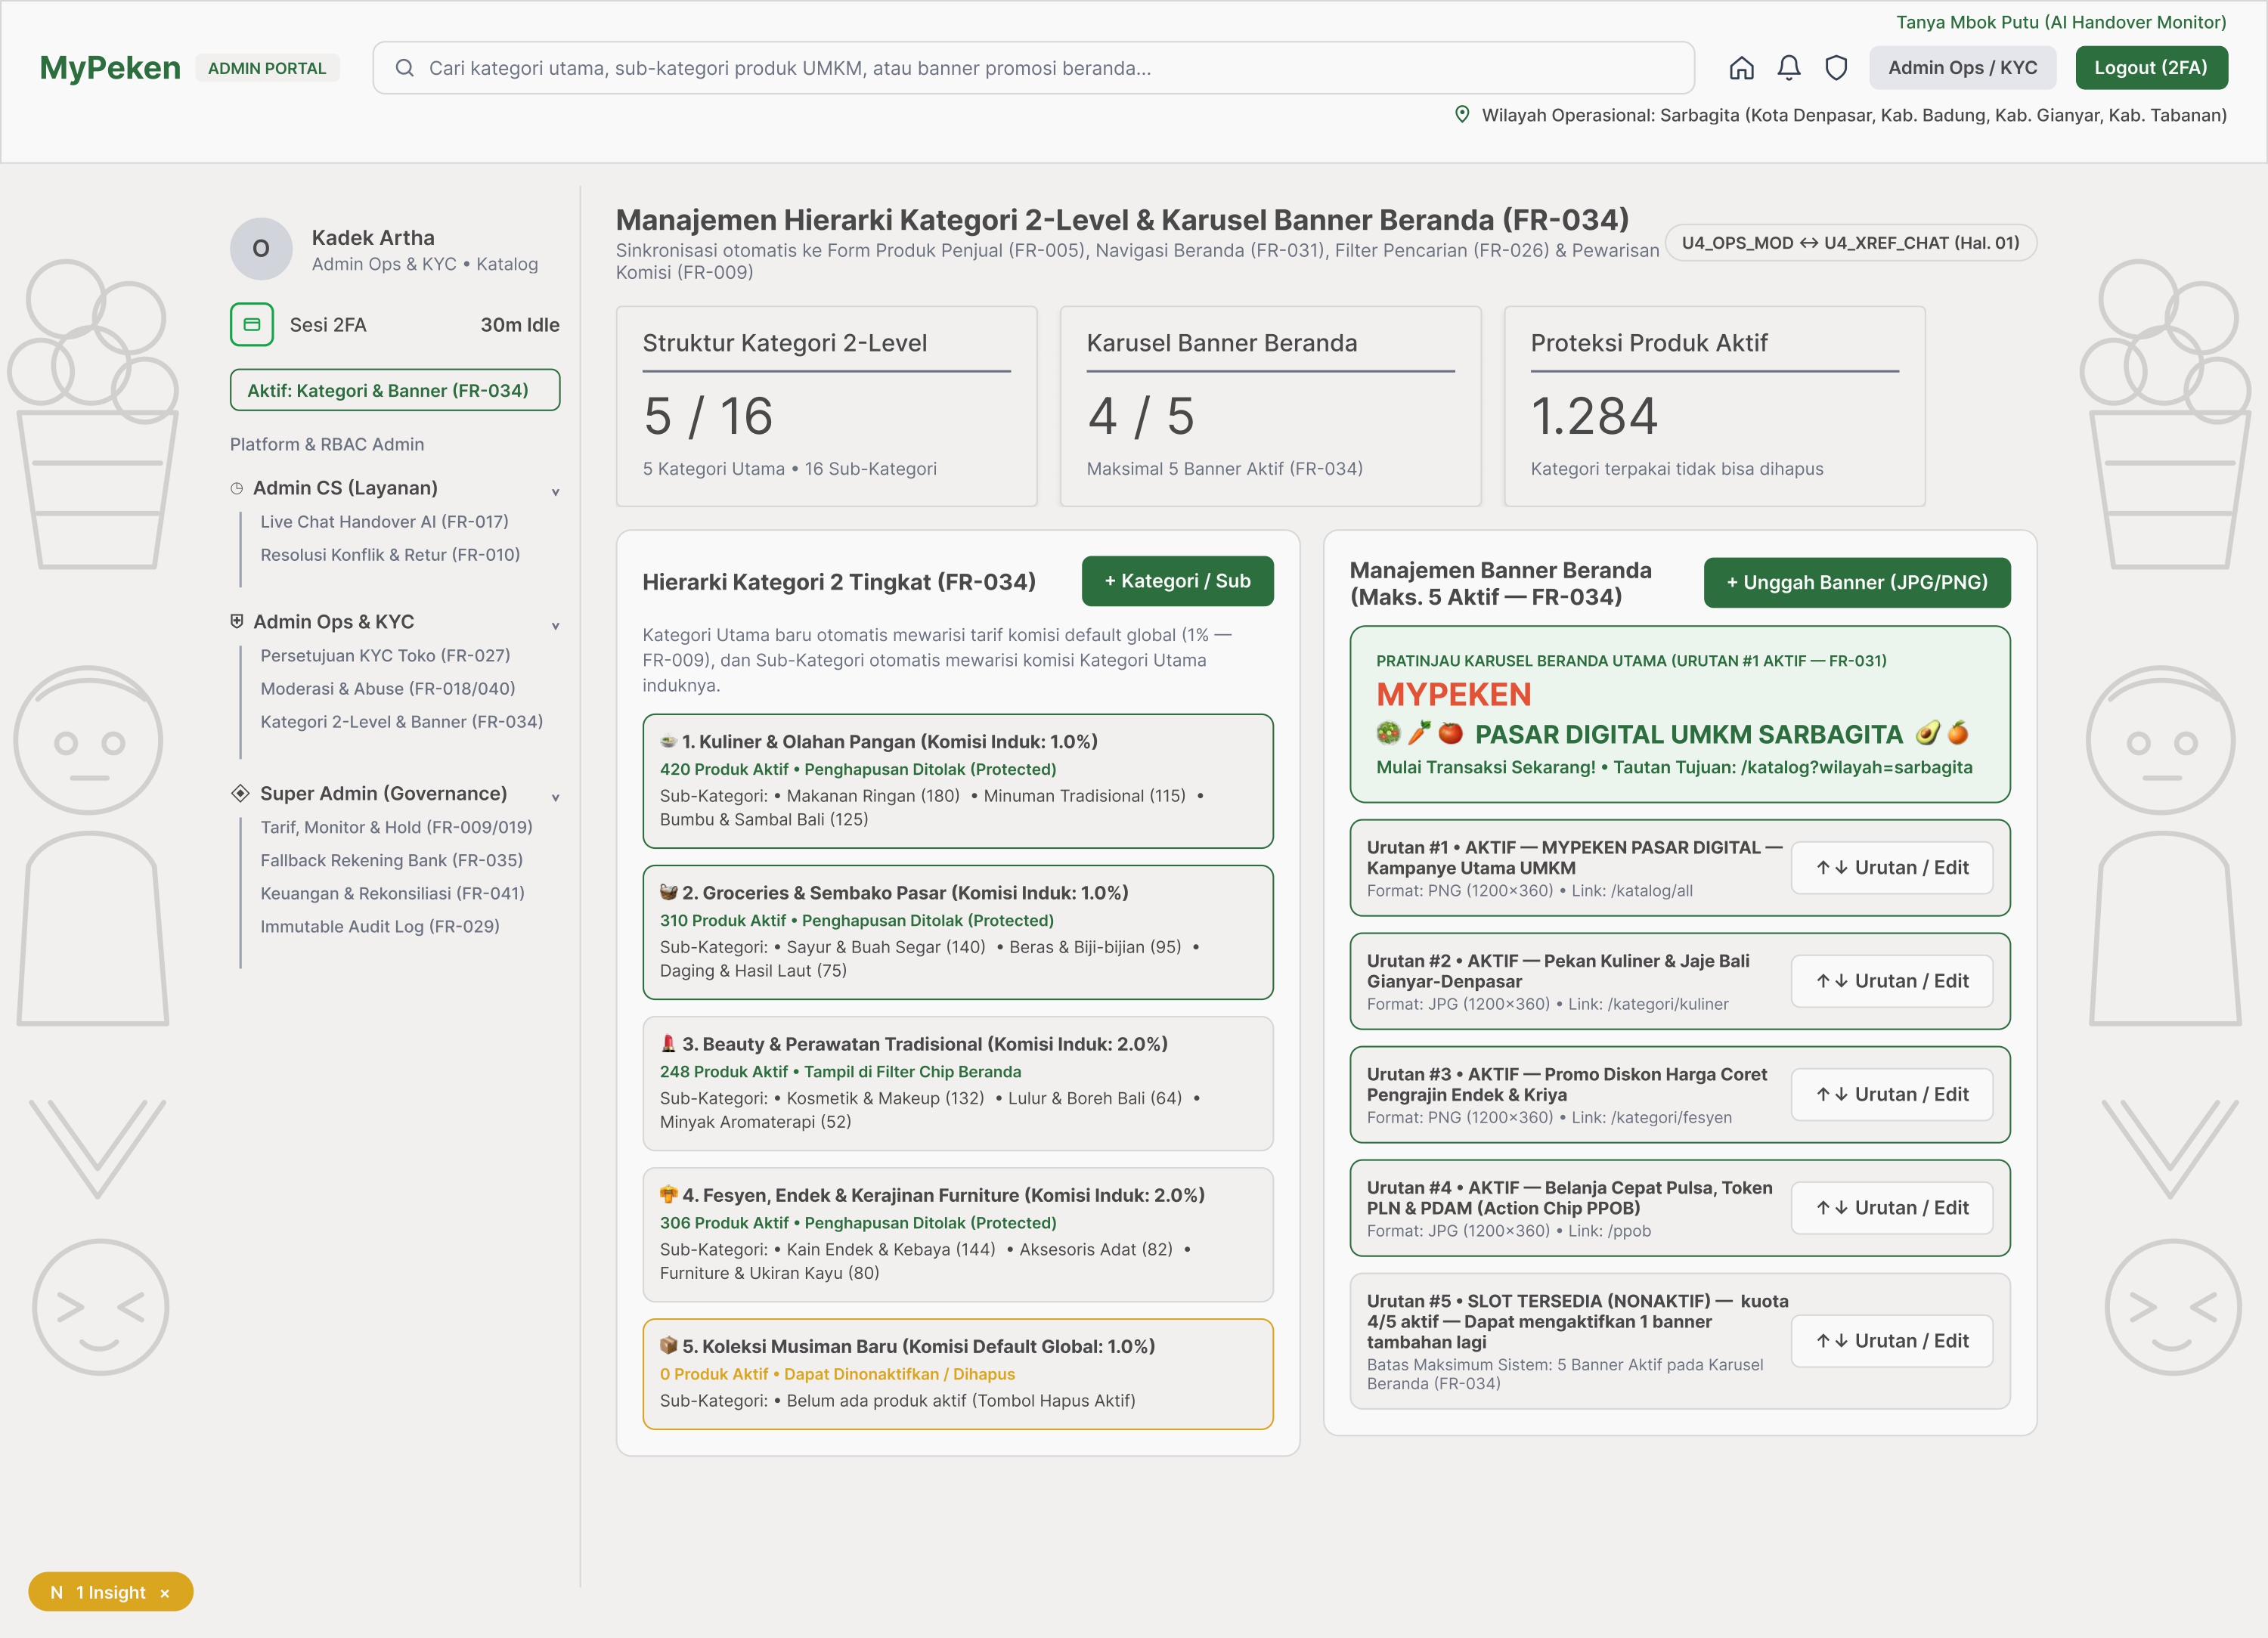 Tanya Mbok Putu (AI Handover Monitor)
MyPeken
ADMIN PORTAL
Cari kategori utama, sub-kategori produk UMKM, atau banner promosi beranda...
Admin Ops / KYC
Logout (2FA)
Wilayah Operasional: Sarbagita (Kota Denpasar, Kab. Badung, Kab. Gianyar, Kab. Tabanan)
O
Kadek Artha
Admin Ops & KYC • Katalog
Sesi 2FA
30m Idle
Aktif: Kategori & Banner (FR-034)
Platform & RBAC Admin
Admin CS (Layanan)
Live Chat Handover AI (FR-017)
Resolusi Konflik & Retur (FR-010)
Admin Ops & KYC
Persetujuan KYC Toko (FR-027)
Moderasi & Abuse (FR-018/040)
Kategori 2-Level & Banner (FR-034)
Super Admin (Governance)
Tarif, Monitor & Hold (FR-009/019)
Fallback Rekening Bank (FR-035)
Keuangan & Rekonsiliasi (FR-041)
Immutable Audit Log (FR-029)
N 1 Insight ×
Manajemen Hierarki Kategori 2-Level & Karusel Banner Beranda (FR-034)
Sinkronisasi otomatis ke Form Produk Penjual (FR-005), Navigasi Beranda (FR-031), Filter Pencarian (FR-026) & Pewarisan
Komisi (FR-009)
U4_OPS_MOD ↔ U4_XREF_CHAT (Hal. 01)
Struktur Kategori 2-Level
5 / 16
5 Kategori Utama • 16 Sub-Kategori
Karusel Banner Beranda
4 / 5
Maksimal 5 Banner Aktif (FR-034)
Proteksi Produk Aktif
1.284
Kategori terpakai tidak bisa dihapus
Hierarki Kategori 2 Tingkat (FR-034)
+ Kategori / Sub
Kategori Utama baru otomatis mewarisi tarif komisi default global (1% —
FR-009), dan Sub-Kategori otomatis mewarisi komisi Kategori Utama
induknya.
1. Kuliner & Olahan Pangan (Komisi Induk: 1.0%)
420 Produk Aktif • Penghapusan Ditolak (Protected)
Sub-Kategori: • Makanan Ringan (180) • Minuman Tradisional (115) •
Bumbu & Sambal Bali (125)
2. Groceries & Sembako Pasar (Komisi Induk: 1.0%)
310 Produk Aktif • Penghapusan Ditolak (Protected)
Sub-Kategori: • Sayur & Buah Segar (140) • Beras & Biji-bijian (95) •
Daging & Hasil Laut (75)
3. Beauty & Perawatan Tradisional (Komisi Induk: 2.0%)
248 Produk Aktif • Tampil di Filter Chip Beranda
Sub-Kategori: • Kosmetik & Makeup (132) • Lulur & Boreh Bali (64) •
Minyak Aromaterapi (52)
4. Fesyen, Endek & Kerajinan Furniture (Komisi Induk: 2.0%)
306 Produk Aktif • Penghapusan Ditolak (Protected)
Sub-Kategori: • Kain Endek & Kebaya (144) • Aksesoris Adat (82) •
Furniture & Ukiran Kayu (80)
5. Koleksi Musiman Baru (Komisi Default Global: 1.0%)
0 Produk Aktif • Dapat Dinonaktifkan / Dihapus
Sub-Kategori: • Belum ada produk aktif (Tombol Hapus Aktif)
Manajemen Banner Beranda
(Maks. 5 Aktif — FR-034)
+ Unggah Banner (JPG/PNG)
PRATINJAU KARUSEL BERANDA UTAMA (URUTAN #1 AKTIF — FR-031)
MYPEKEN
PASAR DIGITAL UMKM SARBAGITA
Mulai Transaksi Sekarang! • Tautan Tujuan: /katalog?wilayah=sarbagita
Urutan #1 • AKTIF — MYPEKEN PASAR DIGITAL —
Kampanye Utama UMKM
Format: PNG (1200×360) • Link: /katalog/all
↑↓ Urutan / Edit
Urutan #2 • AKTIF — Pekan Kuliner & Jaje Bali
Gianyar-Denpasar
Format: JPG (1200×360) • Link: /kategori/kuliner
↑↓ Urutan / Edit
Urutan #3 • AKTIF — Promo Diskon Harga Coret
Pengrajin Endek & Kriya
Format: PNG (1200×360) • Link: /kategori/fesyen
↑↓ Urutan / Edit
Urutan #4 • AKTIF — Belanja Cepat Pulsa, Token
PLN & PDAM (Action Chip PPOB)
Format: JPG (1200×360) • Link: /ppob
↑↓ Urutan / Edit
Urutan #5 • SLOT TERSEDIA (NONAKTIF) — kuota
4/5 aktif — Dapat mengaktifkan 1 banner
tambahan lagi
Batas Maksimum Sistem: 5 Banner Aktif pada Karusel
Beranda (FR-034)
↑↓ Urutan / Edit